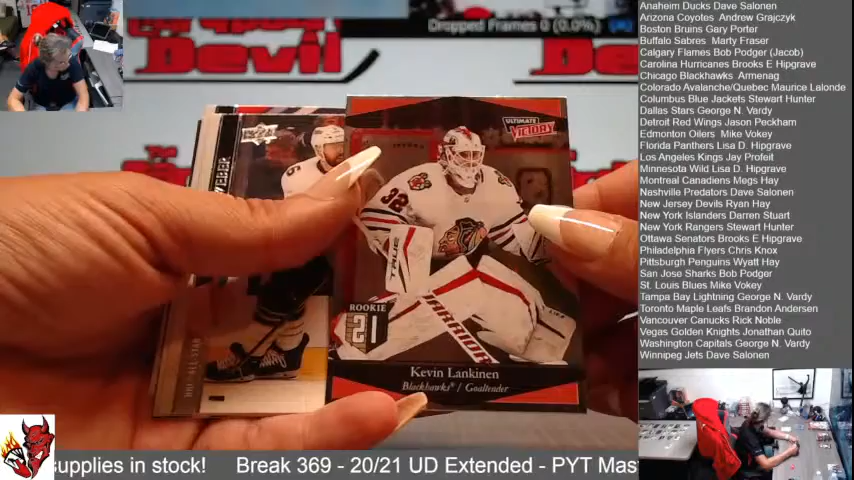 Dropped Frames 0 (0.0%)
Devil
Devil
Anaheim Ducks Dave Salonen
Arizona Coyotes Andrew Grajczyk
Boston Bruins Gary Porter
Buffalo Sabres Marty Fraser
Calgary Flames Bob Podger (Jacob)
Carolina Hurricanes Brooks E Hipgrave
Chicago Blackhawks Armenag
Colorado Avalanche/Quebec Maurice Lalonde
Columbus Blue Jackets Stewart Hunter
Dallas Stars George N. Vardy
Detroit Red Wings Jason Peckham
Edmonton Oilers Mike Vokey
Florida Panthers Lisa D. Hipgrave
Los Angeles Kings Jay Profeit
Minnesota Wild Lisa D. Hipgrave
Montreal Canadiens Megs Hay
Nashville Predators Dave Salonen
New Jersey Devils Ryan Hay
New York Islanders Darren Stuart
New York Rangers Stewart Hunter
Ottawa Senators Brooks E Hipgrave
Philadelphia Flyers Chris Knox
Pittsburgh Penguins Wyatt Hay
San Jose Sharks Bob Podger
St. Louis Blues Mike Vokey
Tampa Bay Lightning George N. Vardy
Toronto Maple Leafs Brandon Andersen
Vancouver Canucks Rick Noble
Vegas Golden Knights Jonathan Quito
Washington Capitals George N. Vardy
Winnipeg Jets Dave Salonen
ULTIMATE
VICTORY
32
TRUE
WARRIOR
ROOKIE
21
Kevin Lankinen
Blackhawks / Goaltender
WEBER
6
supplies in stock! Break 369 - 20/21 UD Extended - PYT Mas